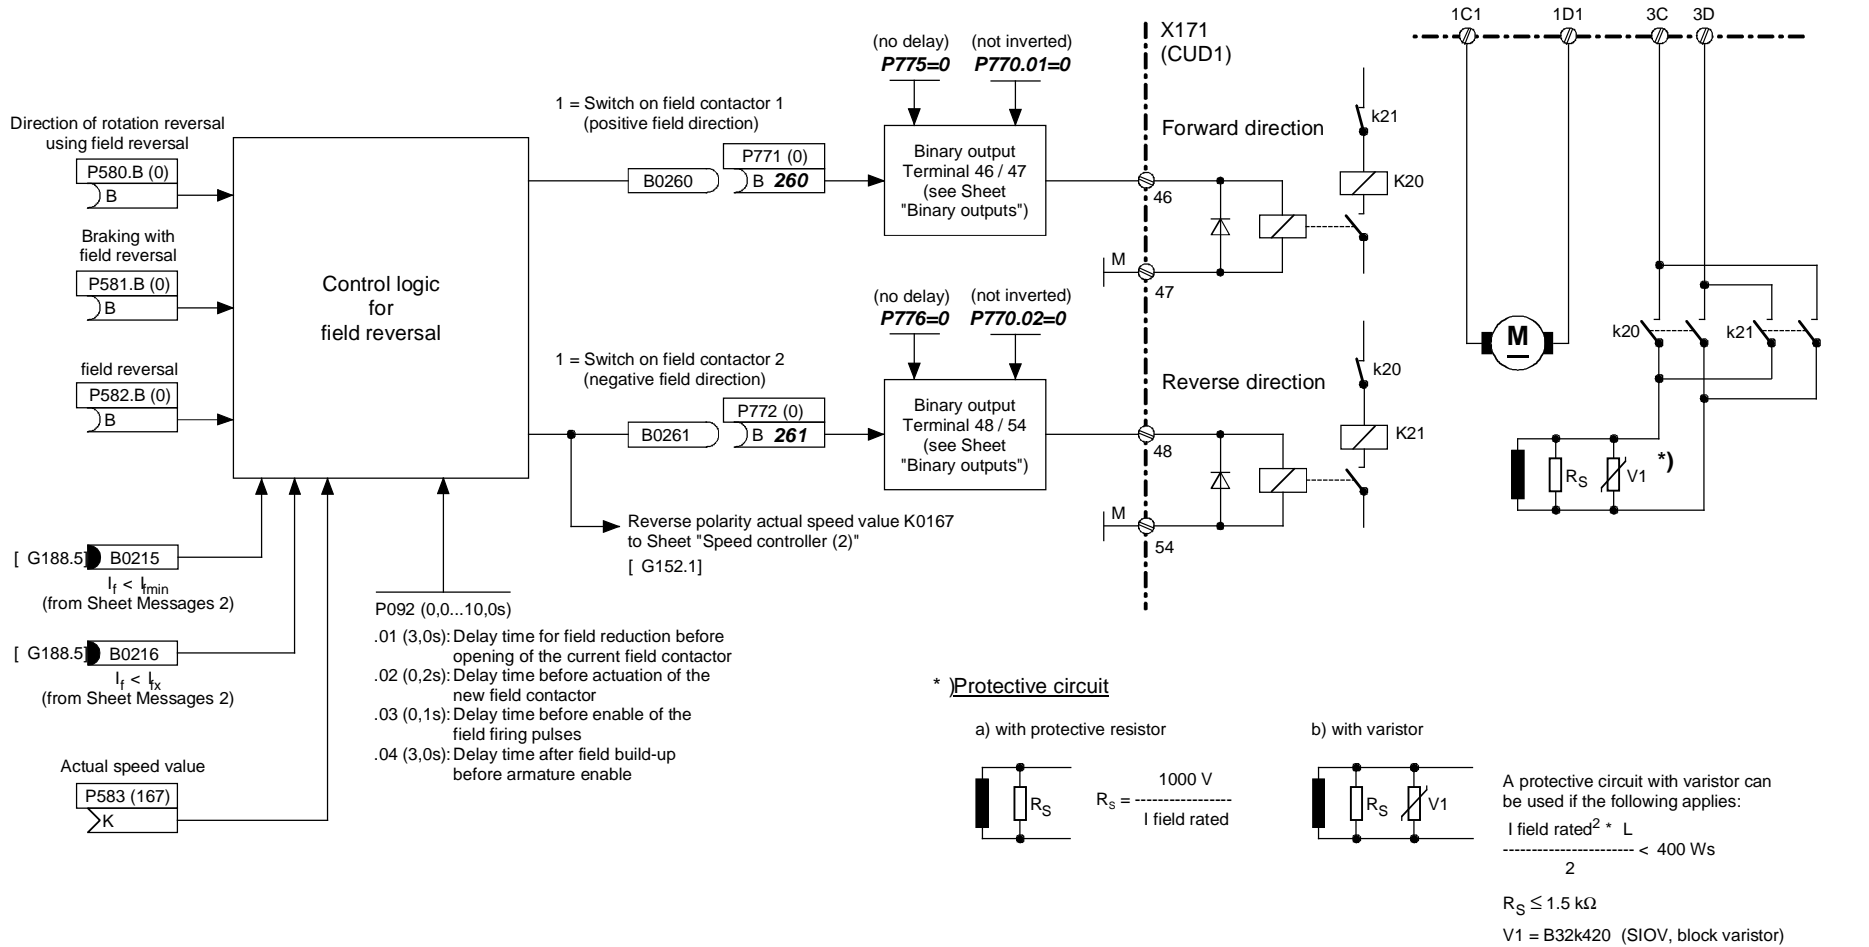 Direction of rotation reversal
using field reversal
P580.B (0)
B
Braking with
field reversal
P581.B (0)
B
field reversal
P582.B (0)
B
Control logic
for
field reversal
[ G188.5]
B0215
If < Ifmin
(from Sheet Messages 2)
[ G188.5]
B0216
If < Ifx
(from Sheet Messages 2)
Actual speed value
P583 (167)
K
P092 (0,0...10,0s)
.01 (3,0s): Delay time for field reduction before
opening of the current field contactor
.02 (0,2s): Delay time before actuation of the
new field contactor
.03 (0,1s): Delay time before enable of the
field firing pulses
.04 (3,0s): Delay time after field build-up
before armature enable
1 = Switch on field contactor 1
(positive field direction)
B0260
P771 (0)
B 260
(no delay)
P775=0
(not inverted)
P770.01=0
Binary output
Terminal 46 / 47
(see Sheet
"Binary outputs")
1 = Switch on field contactor 2
(negative field direction)
B0261
P772 (0)
B 261
(no delay)
P776=0
(not inverted)
P770.02=0
Binary output
Terminal 48 / 54
(see Sheet
"Binary outputs")
Reverse polarity actual speed value K0167
to Sheet "Speed controller (2)"
[ G152.1]
X171
(CUD1)
Forward direction
46
M
47
k21
K20
Reverse direction
48
M
54
k20
K21
1C1
1D1
3C
3D
M
k20
k21
RS
V1
*)
* )Protective circuit
a) with protective resistor
RS
RS =
1000 V
------------------
I field rated
b) with varistor
RS
V1
A protective circuit with varistor can
be used if the following applies:
I field rated² * L
------------------------ < 400 Ws
2
RS ≤ 1.5 kΩ
V1 = B32k420 (SIOV, block varistor)